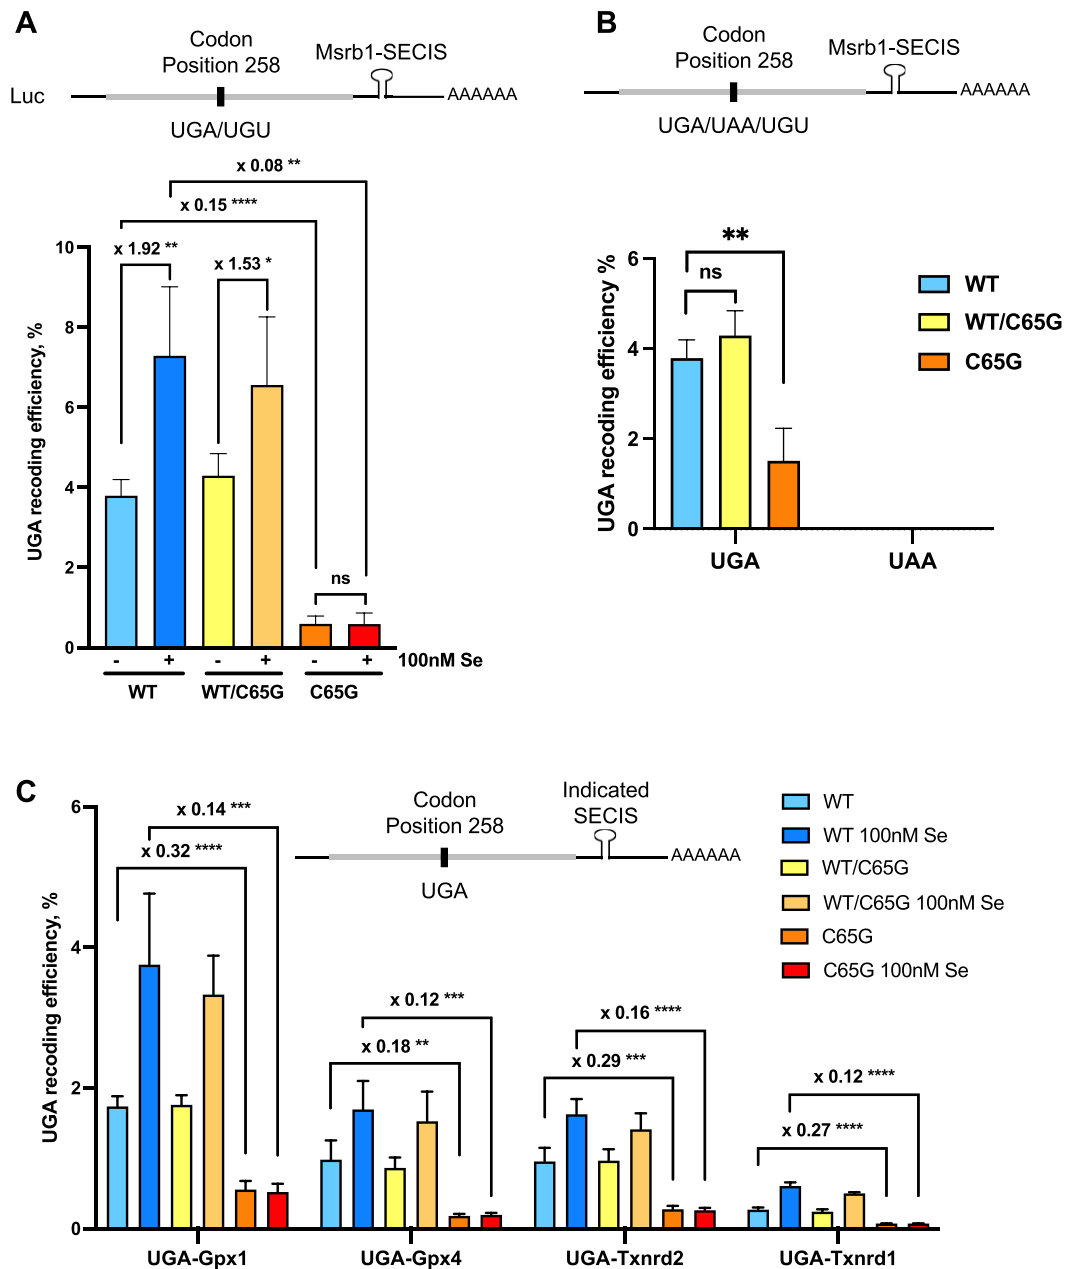 A
Codon
Position 258
Msrb1-SECIS
Luc
AAAAAA
UGA/UGU
x 0.08 **
x 0.15 ****
x 1.92 **
x 1.53 *
ns
UGA recoding efficiency, %
10
8
6
4
2
0
- + - + - + 100nM Se
WT WT/C65G C65G
B
Codon
Position 258
Msrb1-SECIS
AAAAAA
UGA/UAA/UGU
UGA recoding efficiency %
6
4
2
0
**
ns
UGA UAA
WT
WT/C65G
C65G
C
Codon
Position 258
Indicated
SECIS
AAAAAA
UGA
UGA recoding efficiency, %
6
4
2
0
x 0.14 ***
x 0.32 ****
x 0.12 ***
x 0.18 **
x 0.16 ****
x 0.29 ***
x 0.12 ****
x 0.27 ****
UGA-Gpx1 UGA-Gpx4 UGA-Txnrd2 UGA-Txnrd1
WT
WT 100nM Se
WT/C65G
WT/C65G 100nM Se
C65G
C65G 100nM Se